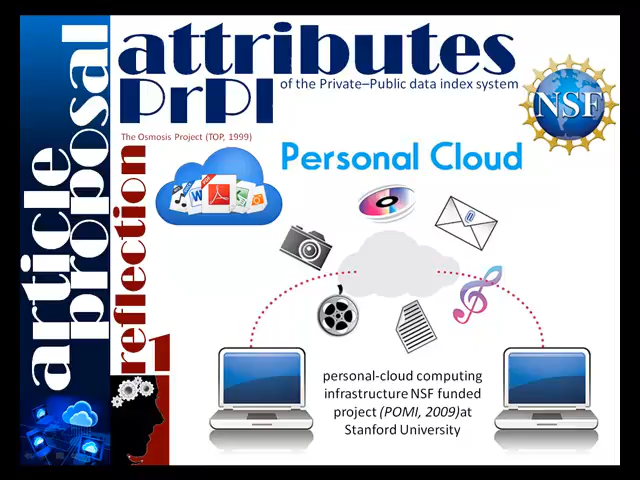 article
proposal
attributes
PrPl of the Private–Public data index system
NSF
The Osmosis Project (TOP, 1999)
reflection 1
Personal Cloud
W
@
personal-cloud computing
infrastructure NSF funded
project (POMI, 2009)at
Stanford University